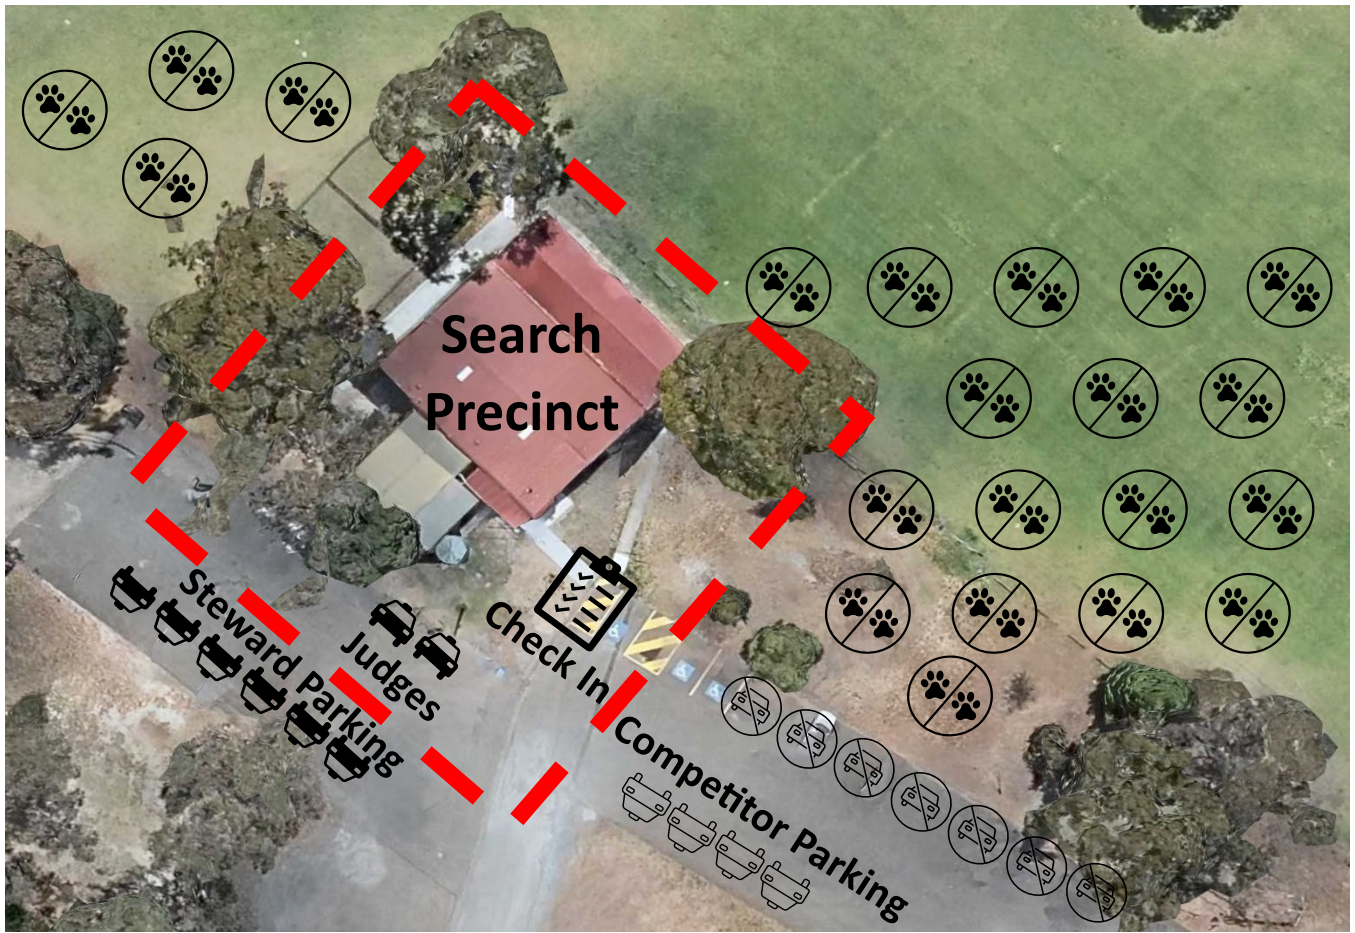 Search
Precinct
Steward Parking
Judges
Check In
Competitor Parking